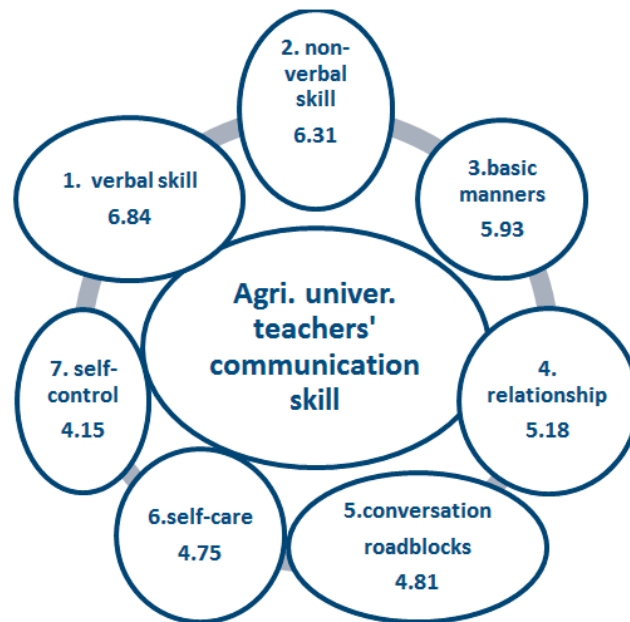 2. non-
verbal
skill
6.31
3.basic
manners
5.93
4.
relationship
5.18
5.conversation
roadblocks
4.81
6.self-care
4.75
7. self-
control
4.15
1. verbal skill
6.84
Agri. univer.
teachers'
communication
skill